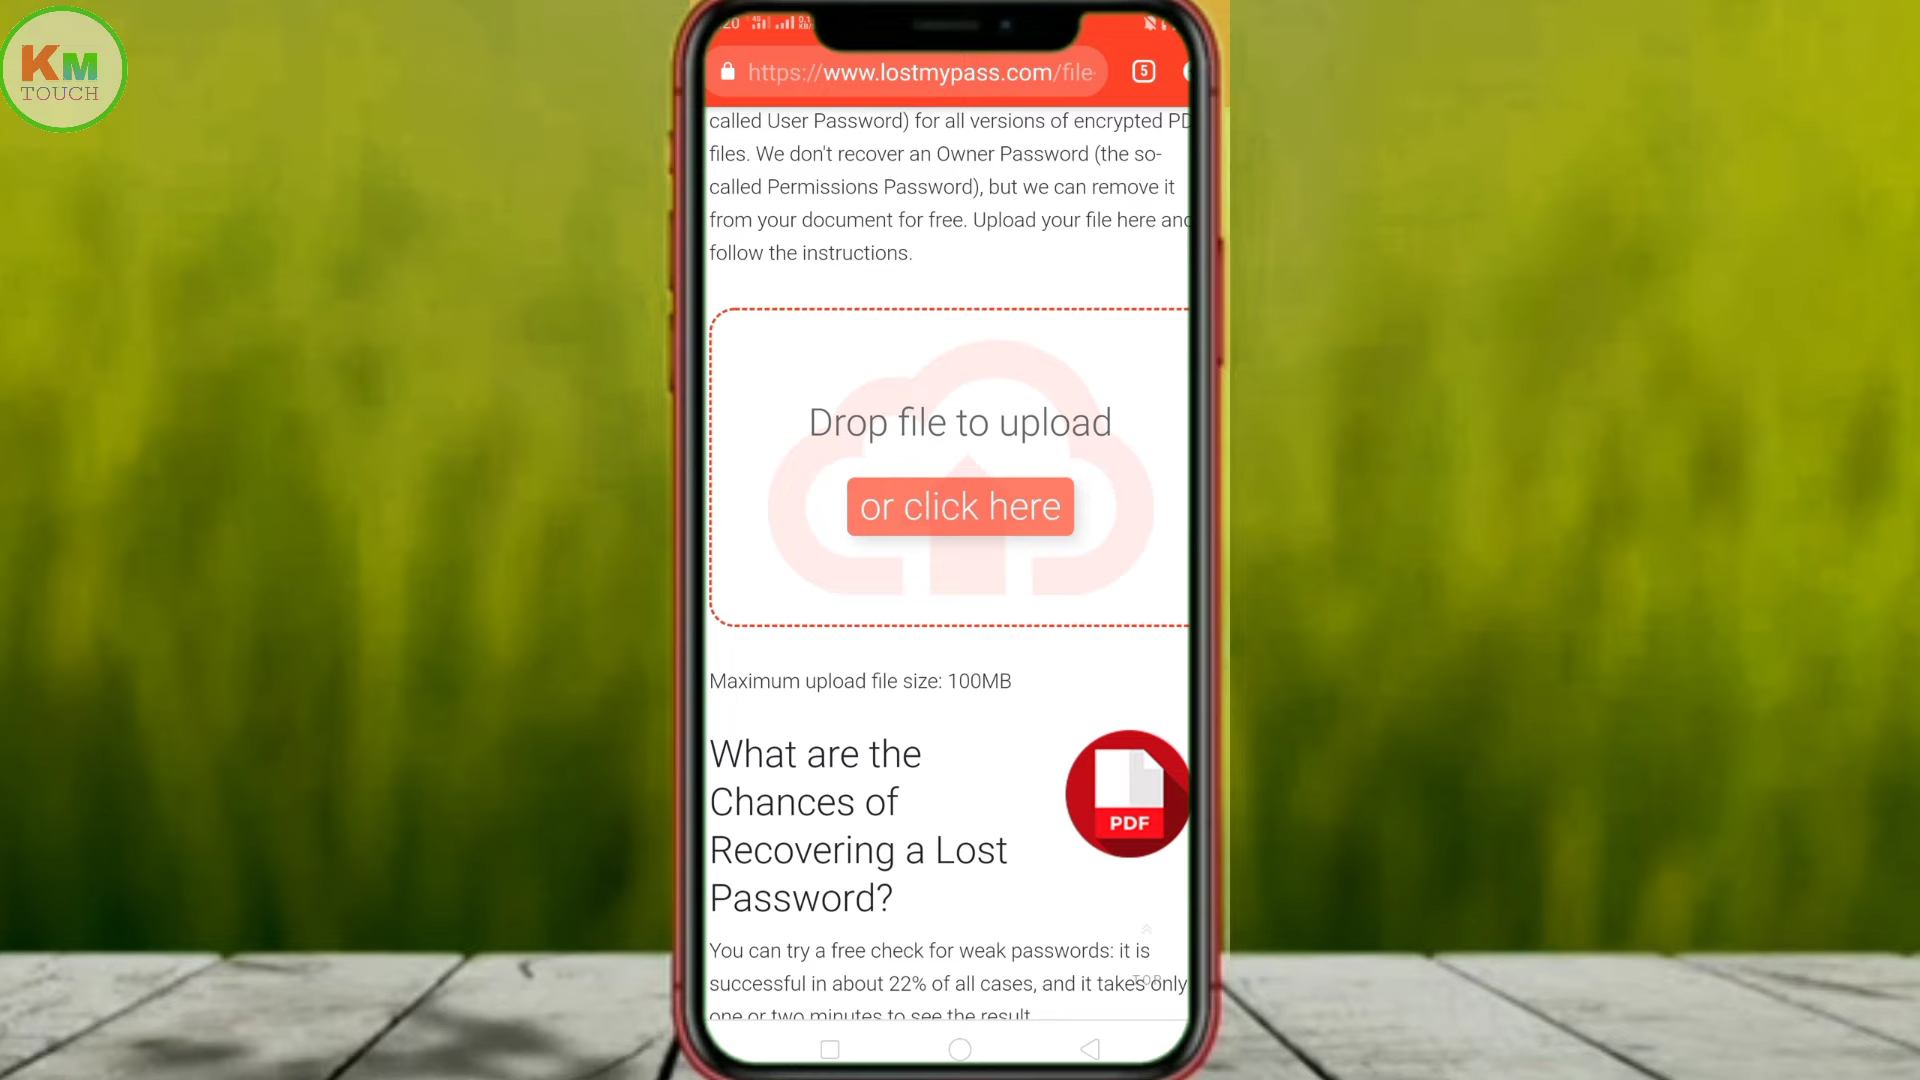 KM
TOUCH
20 4G
https://www.lostmypass.com/file-
5
called User Password) for all versions of encrypted PD
files. We don't recover an Owner Password (the so-
called Permissions Password), but we can remove it
from your document for free. Upload your file here and
follow the instructions.
Drop file to upload
or click here
Maximum upload file size: 100MB
What are the
Chances of
Recovering a Lost
Password?
PDF
You can try a free check for weak passwords: it is
successful in about 22% of all cases, and it takes only
TOP
one or two minutes to see the result.